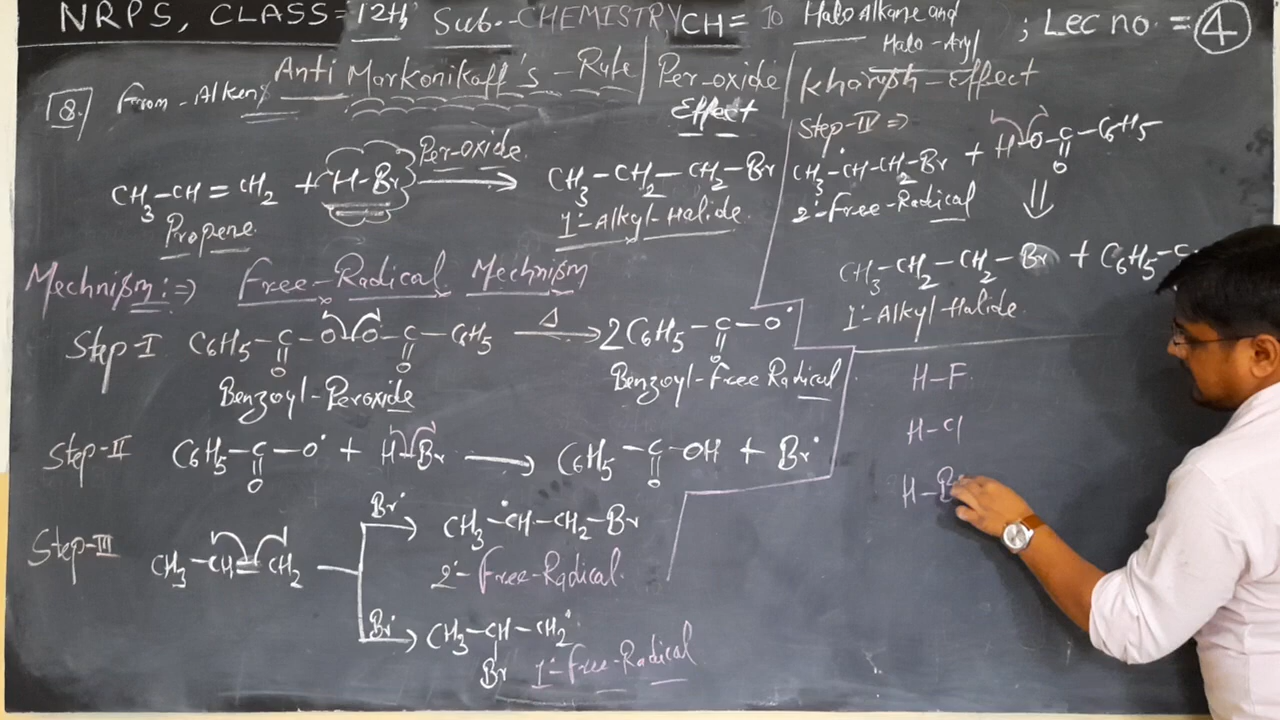 NRPS, CLASS=12th Sub.-CHEMISTRY, CH=10 Halo Alkane and Halo-Aryl ; Lec no. = 4
8. From-Alkene Anti Markonikoff's-Rule / Per-oxide Effect / Kharaph-Effect
CH3-CH=CH2 + H-Br Per-oxide CH3-CH2-CH2-Br
Propene 1°-Alkyl-Halide
Mechnism:=> Free-Radical Mechnism
Step-I C6H5-C-O-O-C-C6H5 Δ 2C6H5-C-O•
O O O
Benzoyl-Peroxide Benzoyl-Free Radical
Step-II C6H5-C-O• + H-Br C6H5-C-OH + Br•
O O
Step-III CH3-CH=CH2
Br• CH3-•CH-CH2-Br
2°-Free-Radical
Br• CH3-CH-CH2•
Br 1°-Free-Radical
Step-IV =>
CH3-•CH-CH2-Br + H-O-C-C6H5
O
2°-Free-Radical
CH3-CH2-CH2-Br + C6H5-C
1°-Alkyl Halide
H-F
H-Cl
H-Br